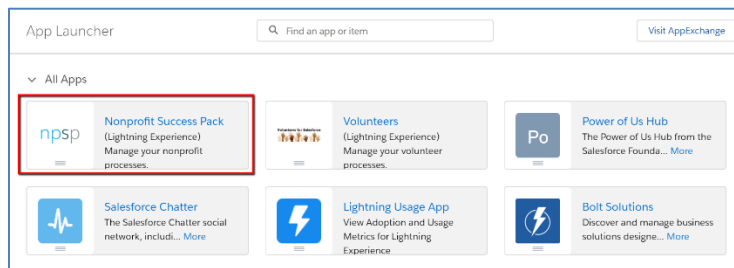 App Launcher
Find an app or item
Visit AppExchange
All Apps
npsp
Nonprofit Success Pack
(Lightning Experience)
Manage your nonprofit
processes.
Volunteers for Salesforce
Volunteers
(Lightning Experience)
Manage your volunteer
processes.
Po
Power of Us Hub
The Power of Us Hub from the
Salesforce Founda... More
Salesforce Chatter
The Salesforce Chatter social
network, includi... More
Lightning Usage App
View Adoption and Usage
Metrics for Lightning
Experience
Bolt Solutions
Discover and manage business
solutions designe... More